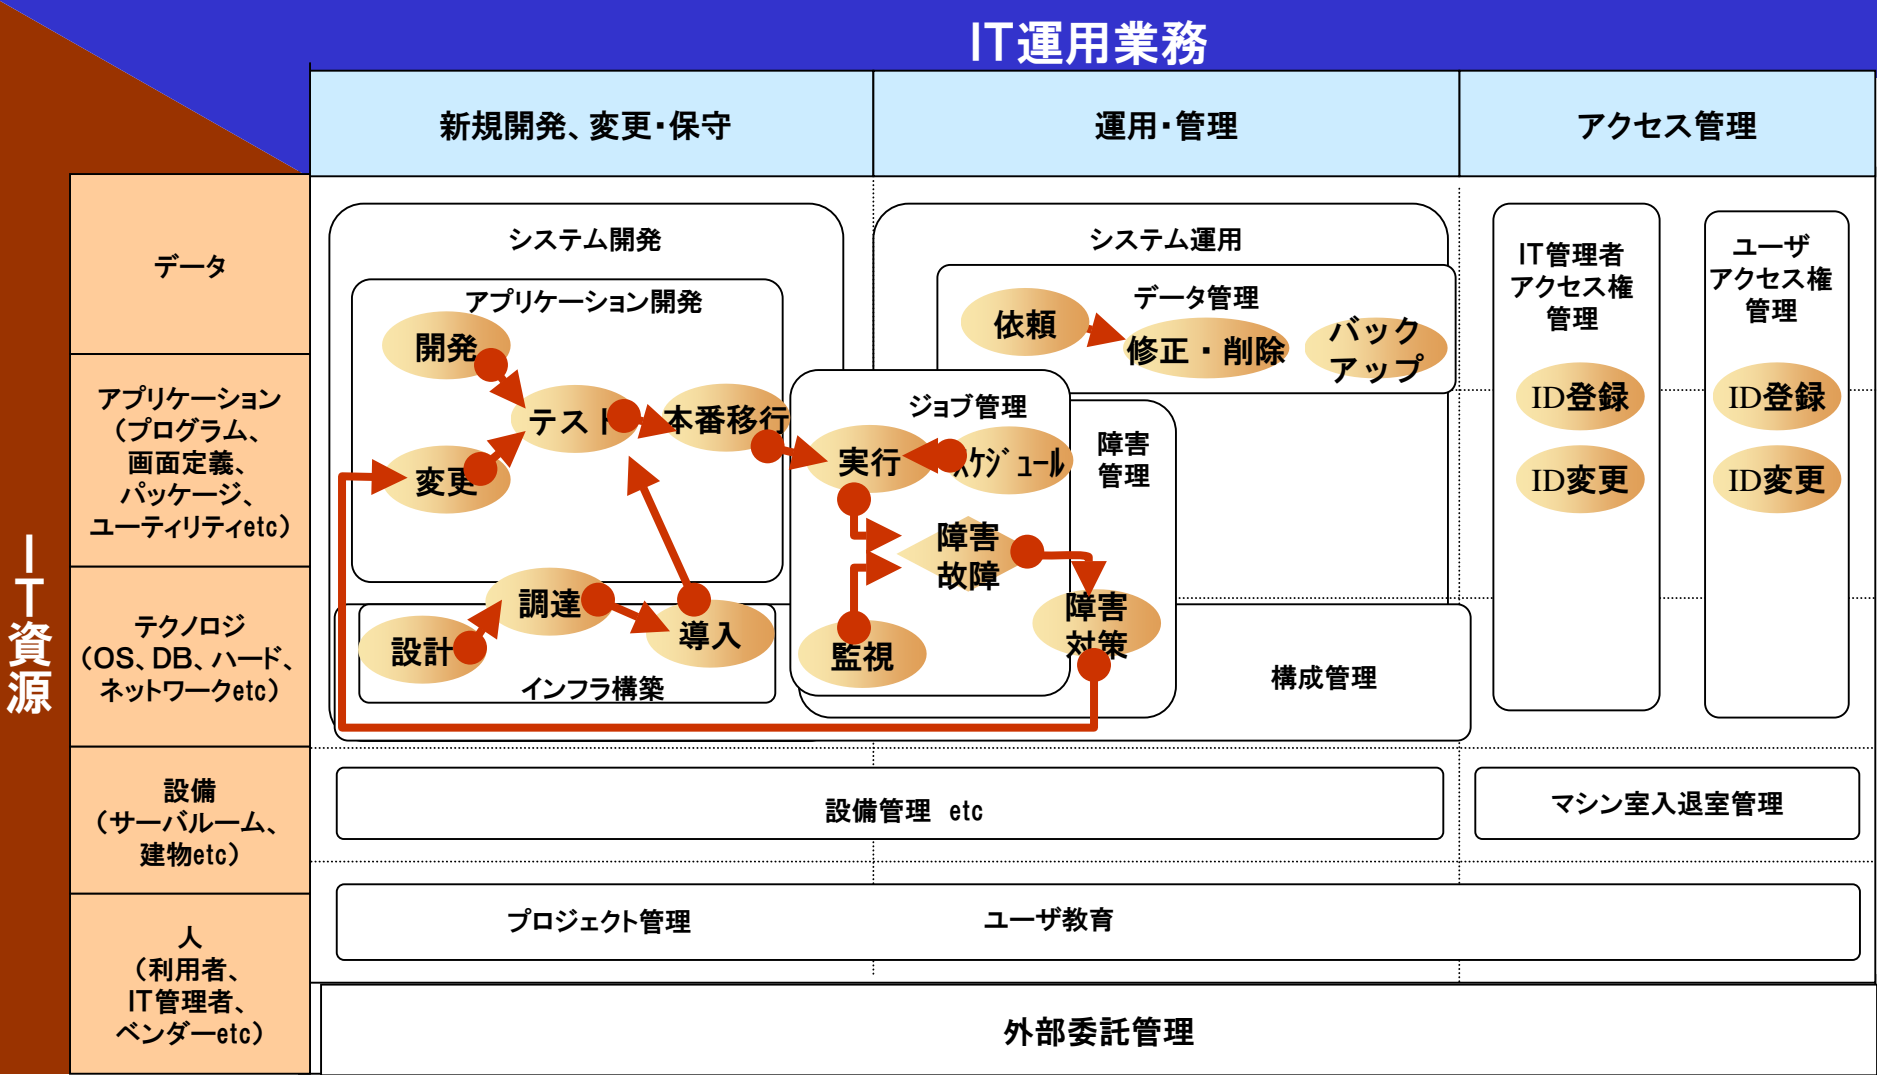 IT運用業務
新規開発、変更・保守
運用・管理
アクセス管理
IT資源
データ
アプリケーション
（プログラム、
画面定義、
パッケージ、
ユーティリティetc）
テクノロジ
（OS、DB、ハード、
ネットワークetc）
設備
（サーバルーム、
建物etc）
人
（利用者、
IT管理者、
ベンダーetc）
システム開発
アプリケーション開発
開発
テスト
本番移行
変更
設計
調達
導入
インフラ構築
システム運用
データ管理
依頼
修正・削除
バック
アップ
ジョブ管理
実行
スケジュール
障害
管理
障害
故障
監視
障害
対策
構成管理
IT管理者
アクセス権
管理
ID登録
ID変更
ユーザ
アクセス権
管理
ID登録
ID変更
設備管理 etc
マシン室入退室管理
プロジェクト管理
ユーザ教育
外部委託管理